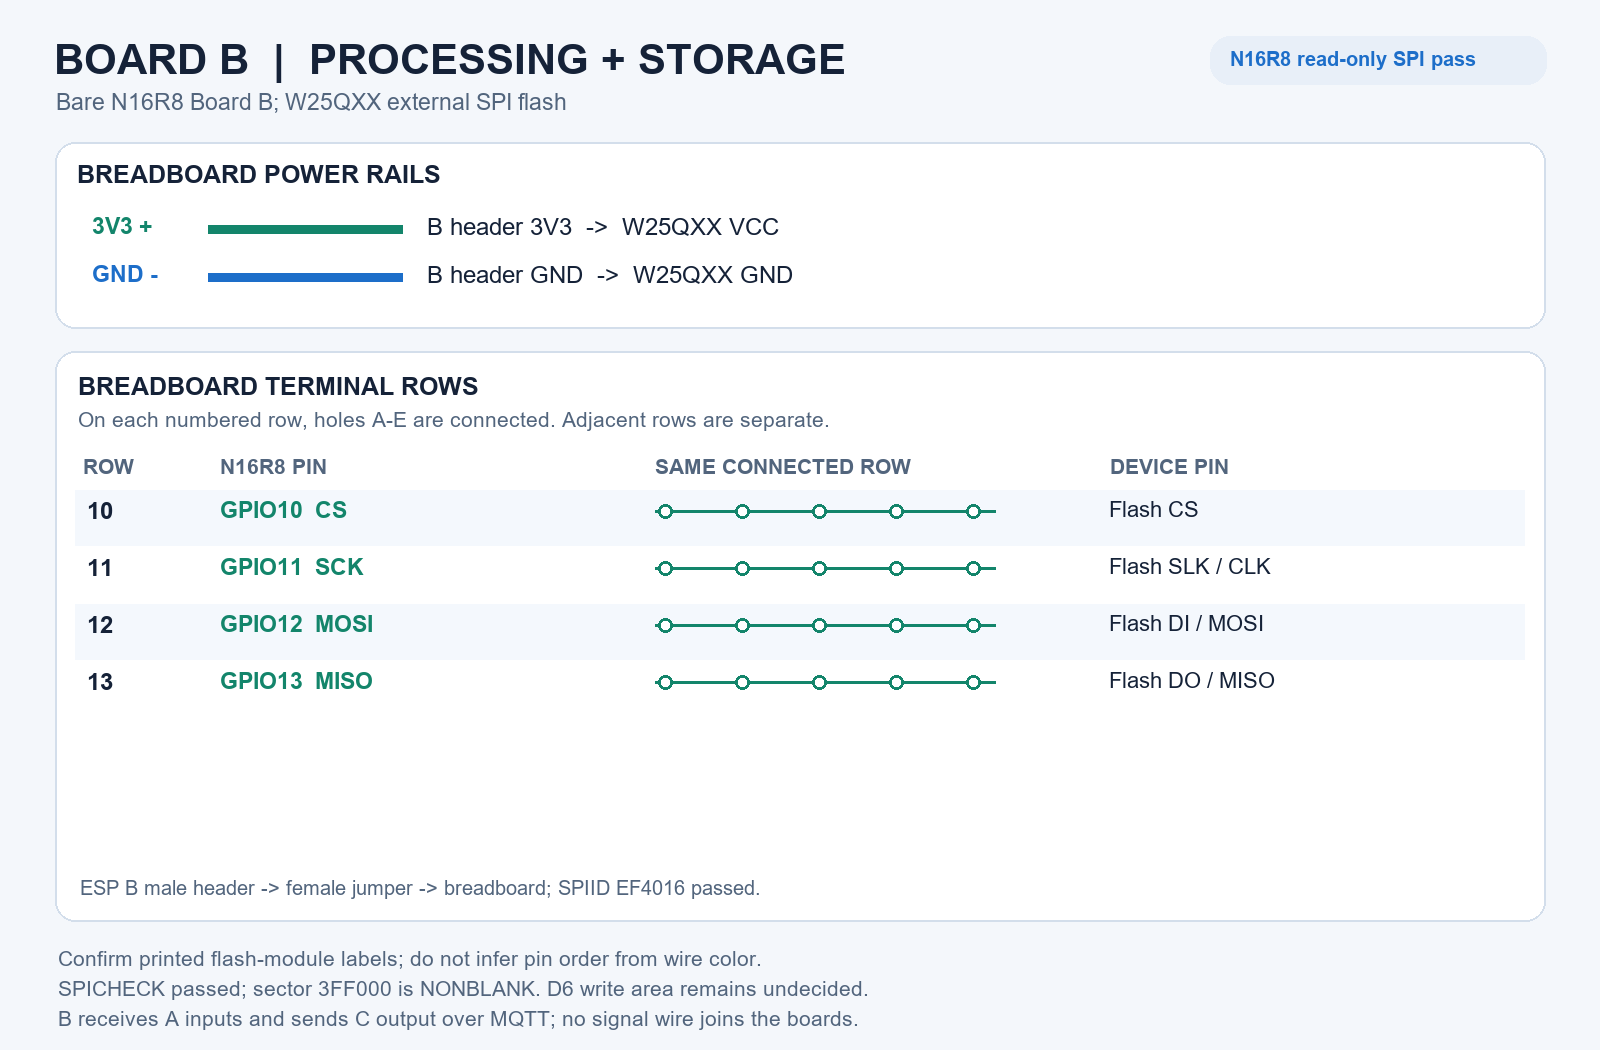 BOARD B | PROCESSING + STORAGE
N16R8 read-only SPI pass
Bare N16R8 Board B; W25QXX external SPI flash
BREADBOARD POWER RAILS
3V3 + B header 3V3 -> W25QXX VCC
GND - B header GND -> W25QXX GND
BREADBOARD TERMINAL ROWS
On each numbered row, holes A-E are connected. Adjacent rows are separate.
ROW N16R8 PIN SAME CONNECTED ROW DEVICE PIN
10 GPIO10 CS Flash CS
11 GPIO11 SCK Flash SLK / CLK
12 GPIO12 MOSI Flash DI / MOSI
13 GPIO13 MISO Flash DO / MISO
ESP B male header -> female jumper -> breadboard; SPIID EF4016 passed.
Confirm printed flash-module labels; do not infer pin order from wire color.
SPICHECK passed; sector 3FF000 is NONBLANK. D6 write area remains undecided.
B receives A inputs and sends C output over MQTT; no signal wire joins the boards.